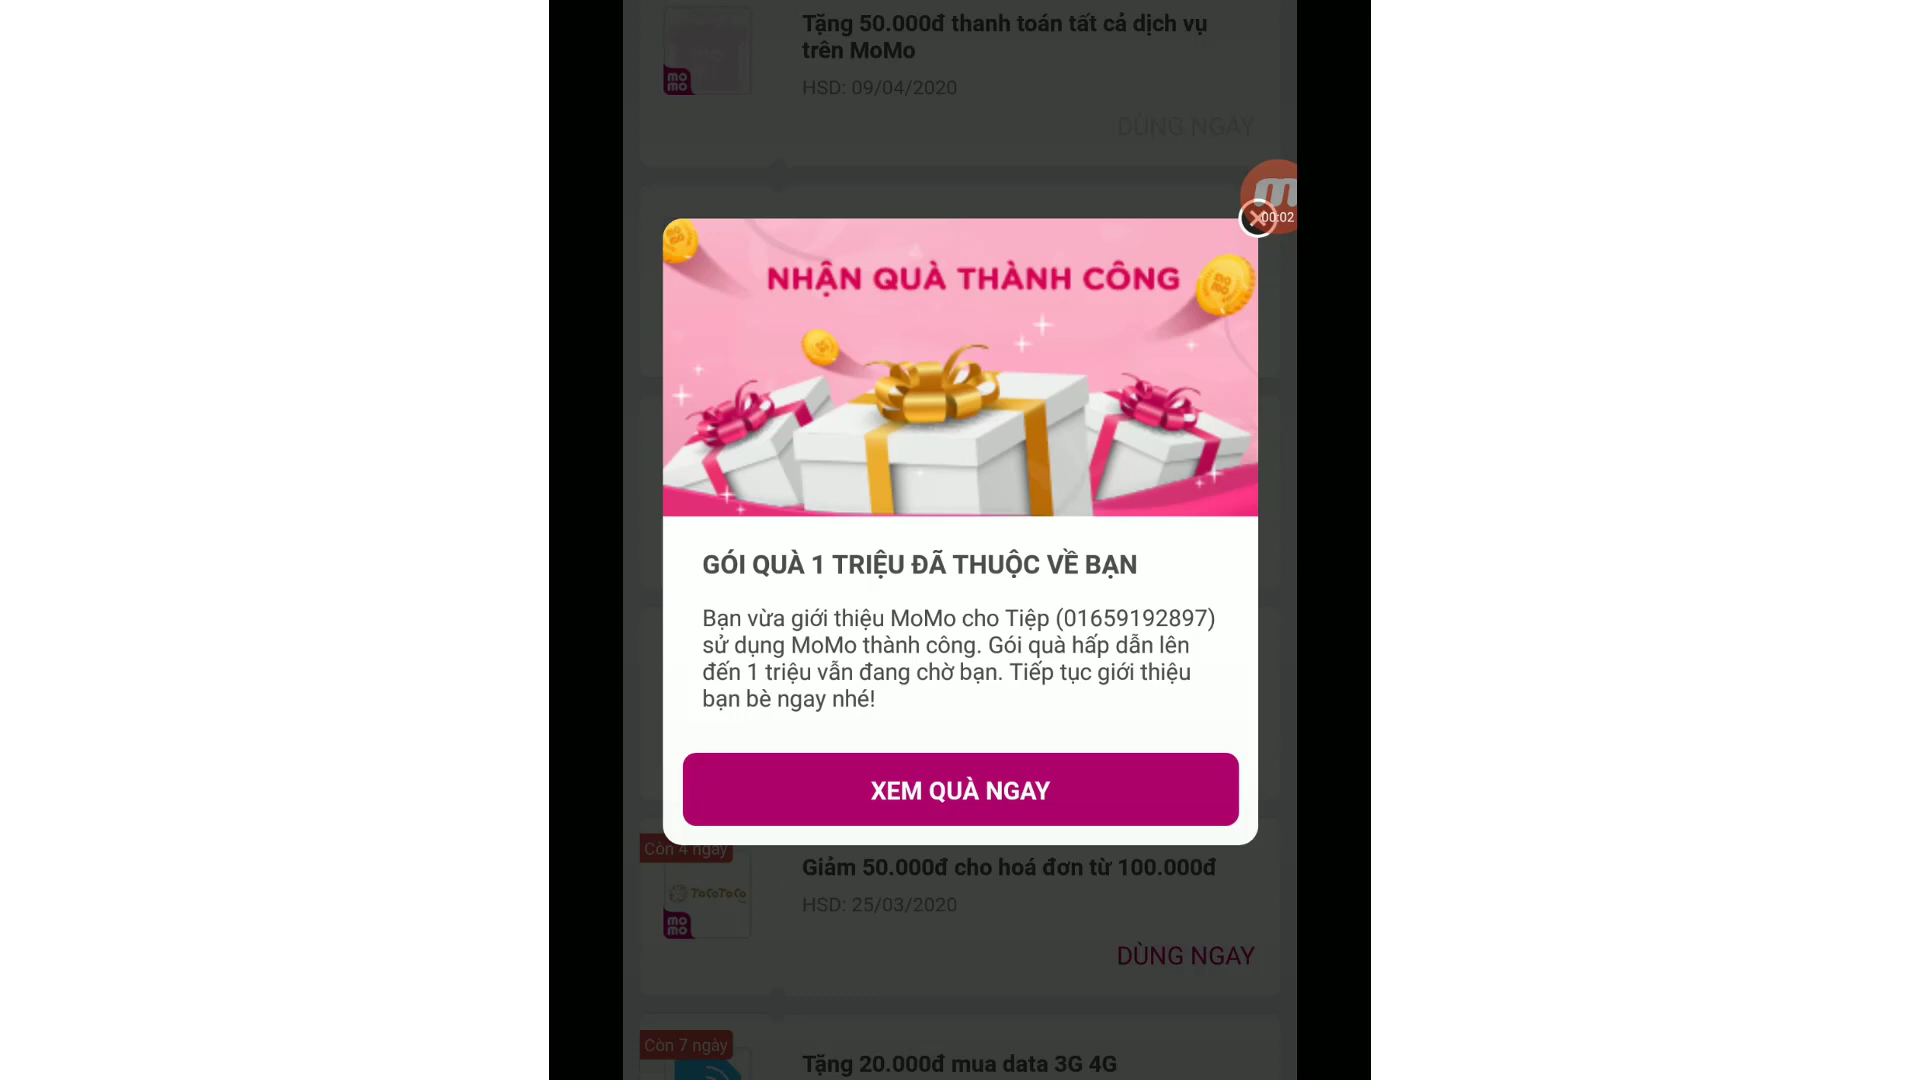 Tặng 50.000đ thanh toán tất cả dịch vụ
trên MoMo
mo
mo
HSD: 09/04/2020
DÙNG NGAY
00:02
NHẬN QUÀ THÀNH CÔNG
GÓI QUÀ 1 TRIỆU ĐÃ THUỘC VỀ BẠN
Bạn vừa giới thiệu MoMo cho Tiệp (01659192897)
sử dụng MoMo thành công. Gói quà hấp dẫn lên
đến 1 triệu vẫn đang chờ bạn. Tiếp tục giới thiệu
bạn bè ngay nhé!
XEM QUÀ NGAY
Còn 4 ngày
Giảm 50.000đ cho hoá đơn từ 100.000đ
ToCoToCo
HSD: 25/03/2020
mo
mo
DÙNG NGAY
Còn 7 ngày
Tặng 20.000đ mua data 3G 4G